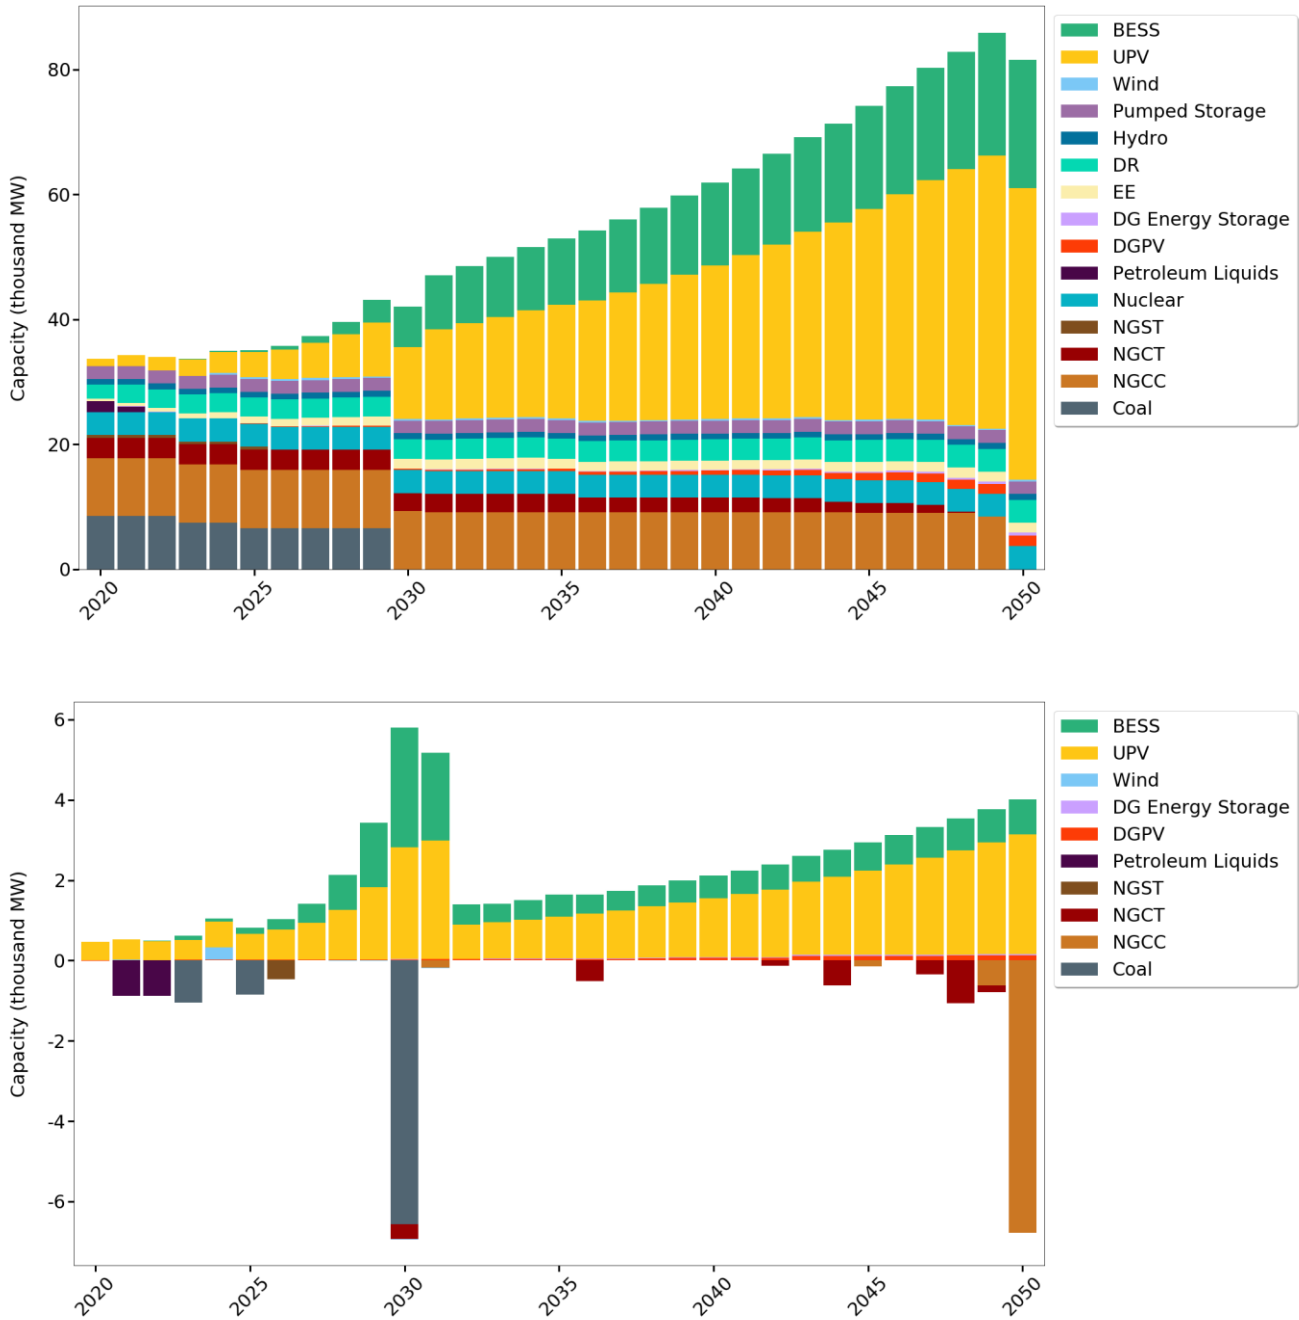 Capacity (thousand MW)
80
60
40
20
0
2020
2025
2030
2035
2040
2045
2050
BESS
UPV
Wind
Pumped Storage
Hydro
DR
EE
DG Energy Storage
DGPV
Petroleum Liquids
Nuclear
NGST
NGCT
NGCC
Coal
Capacity (thousand MW)
6
4
2
0
-2
-4
-6
2020
2025
2030
2035
2040
2045
2050
BESS
UPV
Wind
DG Energy Storage
DGPV
Petroleum Liquids
NGST
NGCT
NGCC
Coal